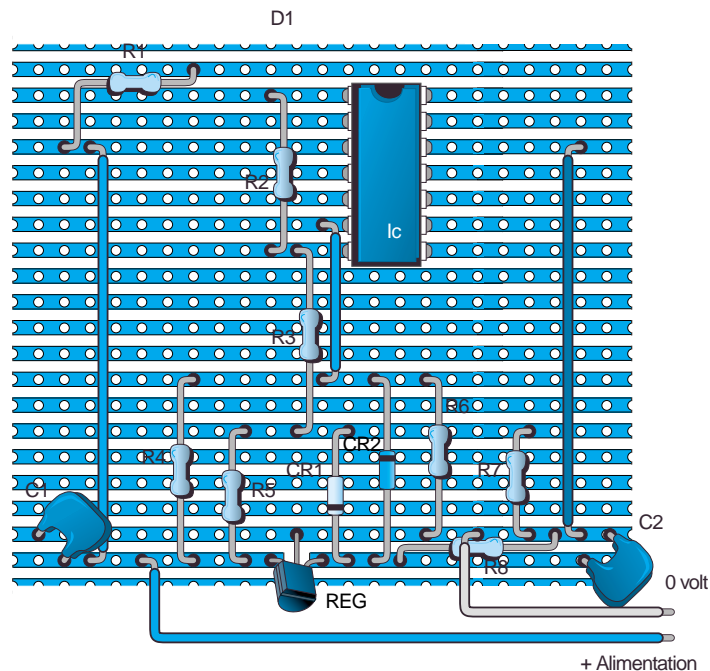 D1
R1
R2
Ic
R3
R6
CR2
R4
CR1
R7
R5
C1
C2
R8
0 volt
REG
+ Alimentation